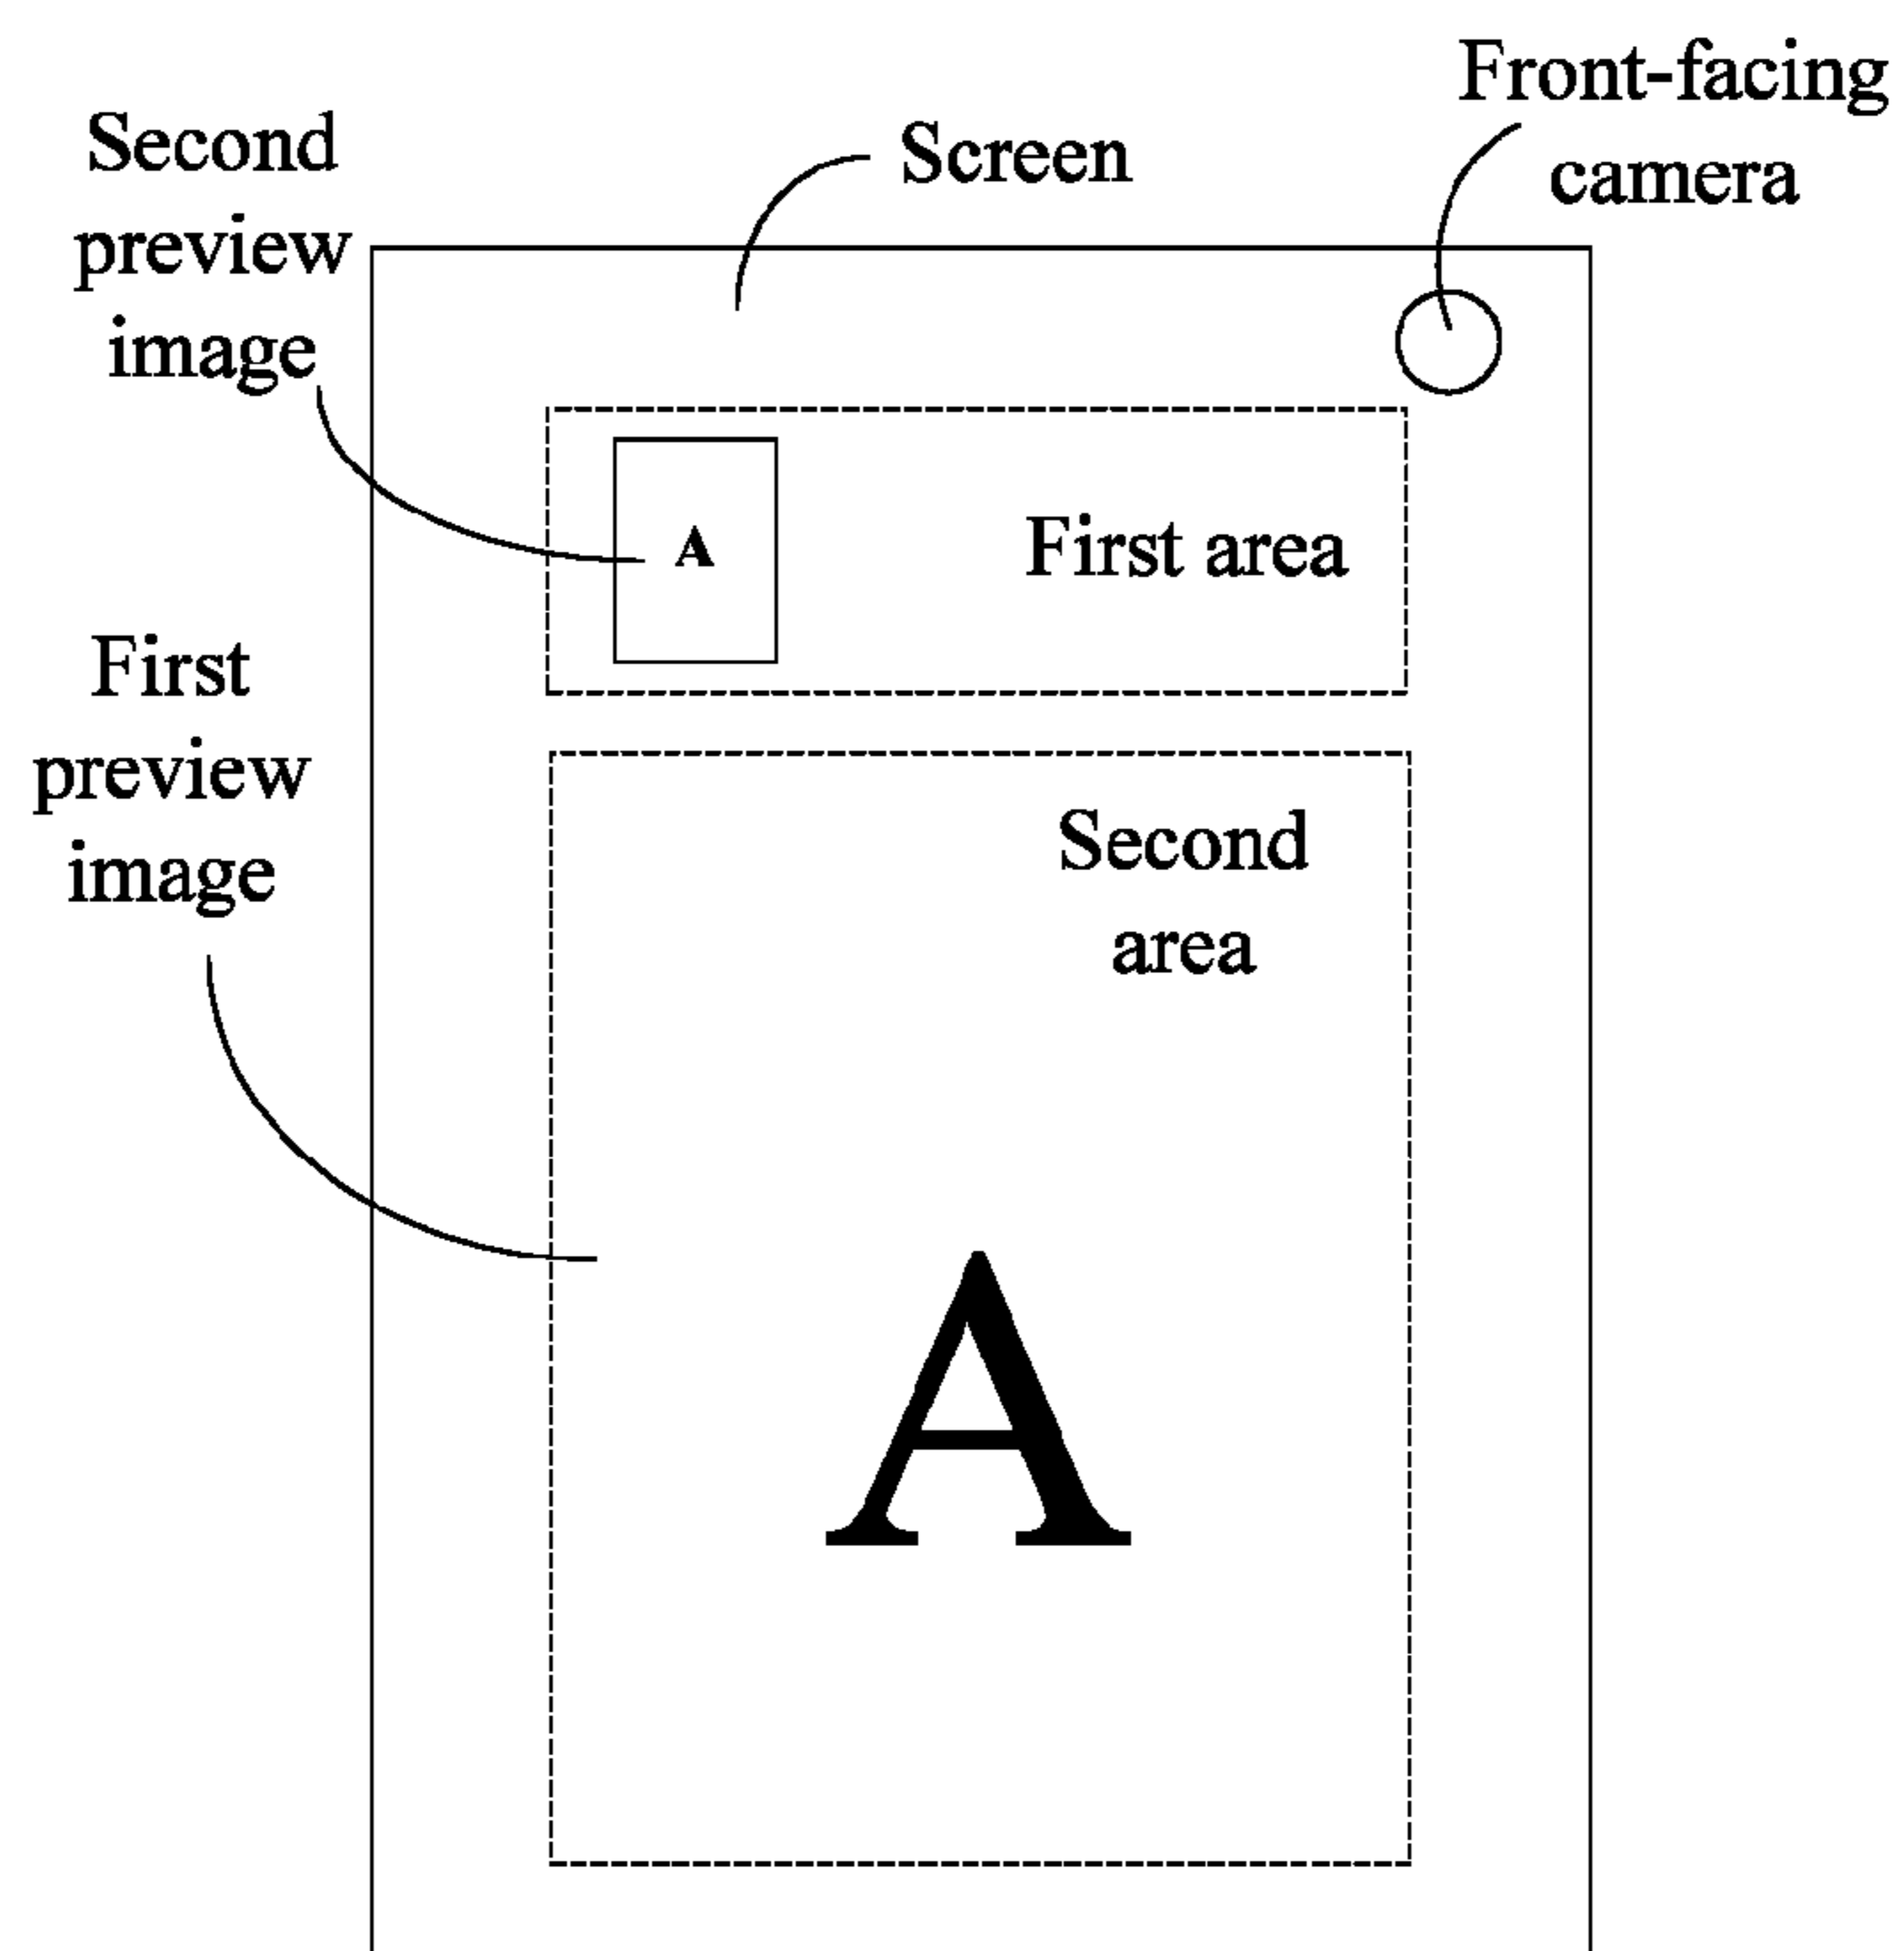 Front-facing
camera
Screen
Second
preview
image
A
First area
First
preview
image
Second
area
A